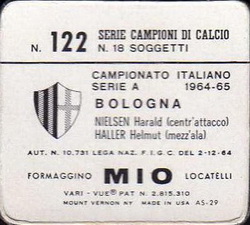 N. 122 SERIE CAMPIONI DI CALCIO
N. 18 SOGGETTI
CAMPIONATO ITALIANO
SERIE A 1964-65
BOLOGNA
NIELSEN Harald (centr'attacco)
HALLER Helmut (mezz'ala)
AUT. N. 10.731 LEGA NAZ. F.I.G.C. DEL 2-12-64
FORMAGGINO MIO LOCATELLI
VARI - VUE® PAT N. 2.815.310
MOUNT VERNON NY MADE IN USA AS-29